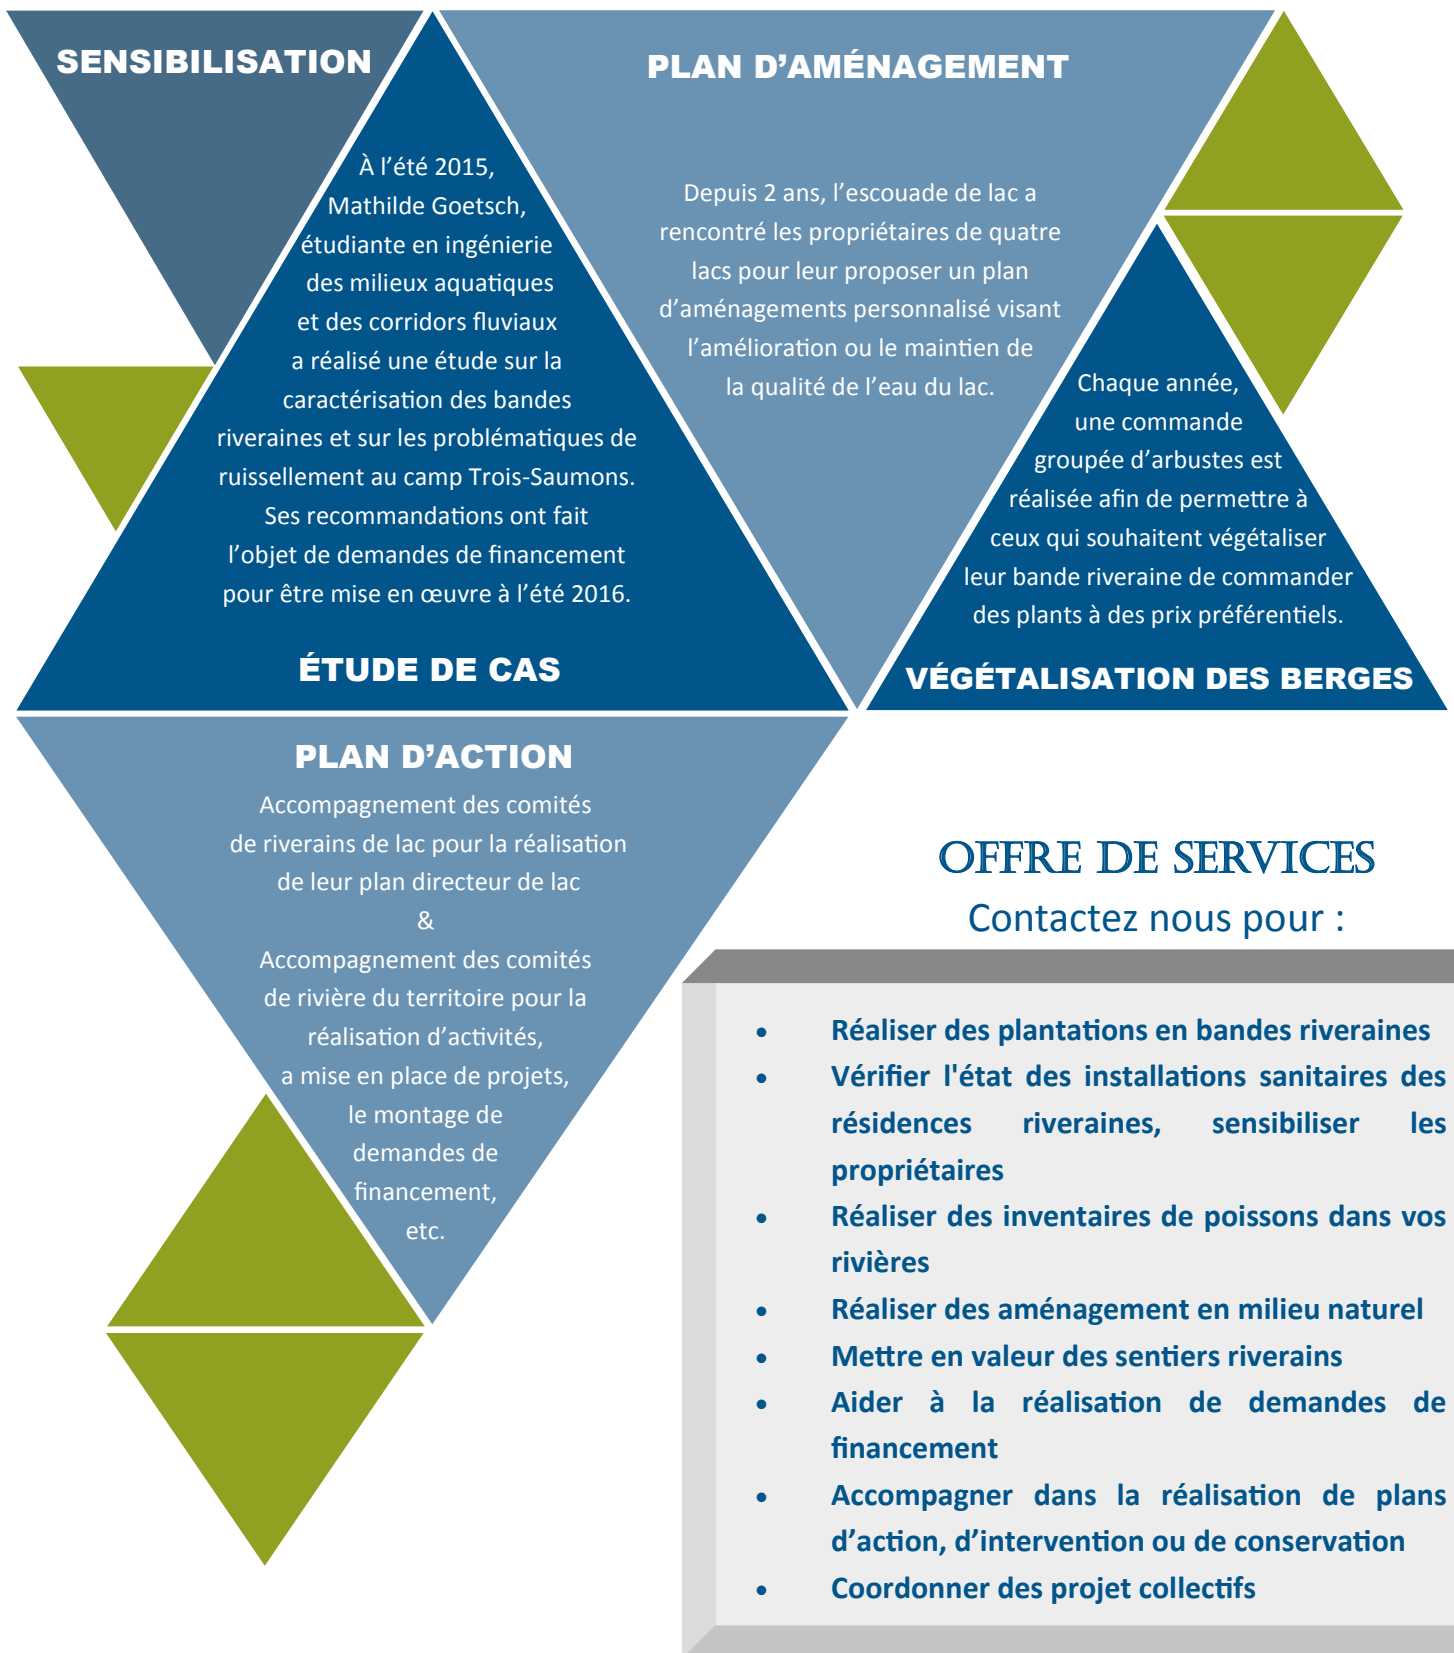 SENSIBILISATION
À l’été 2015,
Mathilde Goetsch,
étudiante en ingénierie
des milieux aquatiques
et des corridors fluviaux
a réalisé une étude sur la
caractérisation des bandes
riveraines et sur les problématiques de
ruissellement au camp Trois-Saumons.
Ses recommandations ont fait
l’objet de demandes de financement
pour être mise en œuvre à l’été 2016.
ÉTUDE DE CAS
PLAN D’AMÉNAGEMENT
Depuis 2 ans, l’escouade de lac a
rencontré les propriétaires de quatre
lacs pour leur proposer un plan
d’aménagements personnalisé visant
l’amélioration ou le maintien de
la qualité de l’eau du lac.
Chaque année,
une commande
groupée d’arbustes est
réalisée afin de permettre à
ceux qui souhaitent végétaliser
leur bande riveraine de commander
des plants à des prix préférentiels.
VÉGÉTALISATION DES BERGES
PLAN D’ACTION
Accompagnement des comités
de riverains de lac pour la réalisation
de leur plan directeur de lac
&
Accompagnement des comités
de rivière du territoire pour la
réalisation d’activités,
a mise en place de projets,
le montage de
demandes de
financement,
etc.
OFFRE DE SERVICES
Contactez nous pour :
• Réaliser des plantations en bandes riveraines
• Vérifier l'état des installations sanitaires des
résidences riveraines, sensibiliser les
propriétaires
• Réaliser des inventaires de poissons dans vos
rivières
• Réaliser des aménagement en milieu naturel
• Mettre en valeur des sentiers riverains
• Aider à la réalisation de demandes de
financement
• Accompagner dans la réalisation de plans
d’action, d’intervention ou de conservation
• Coordonner des projet collectifs